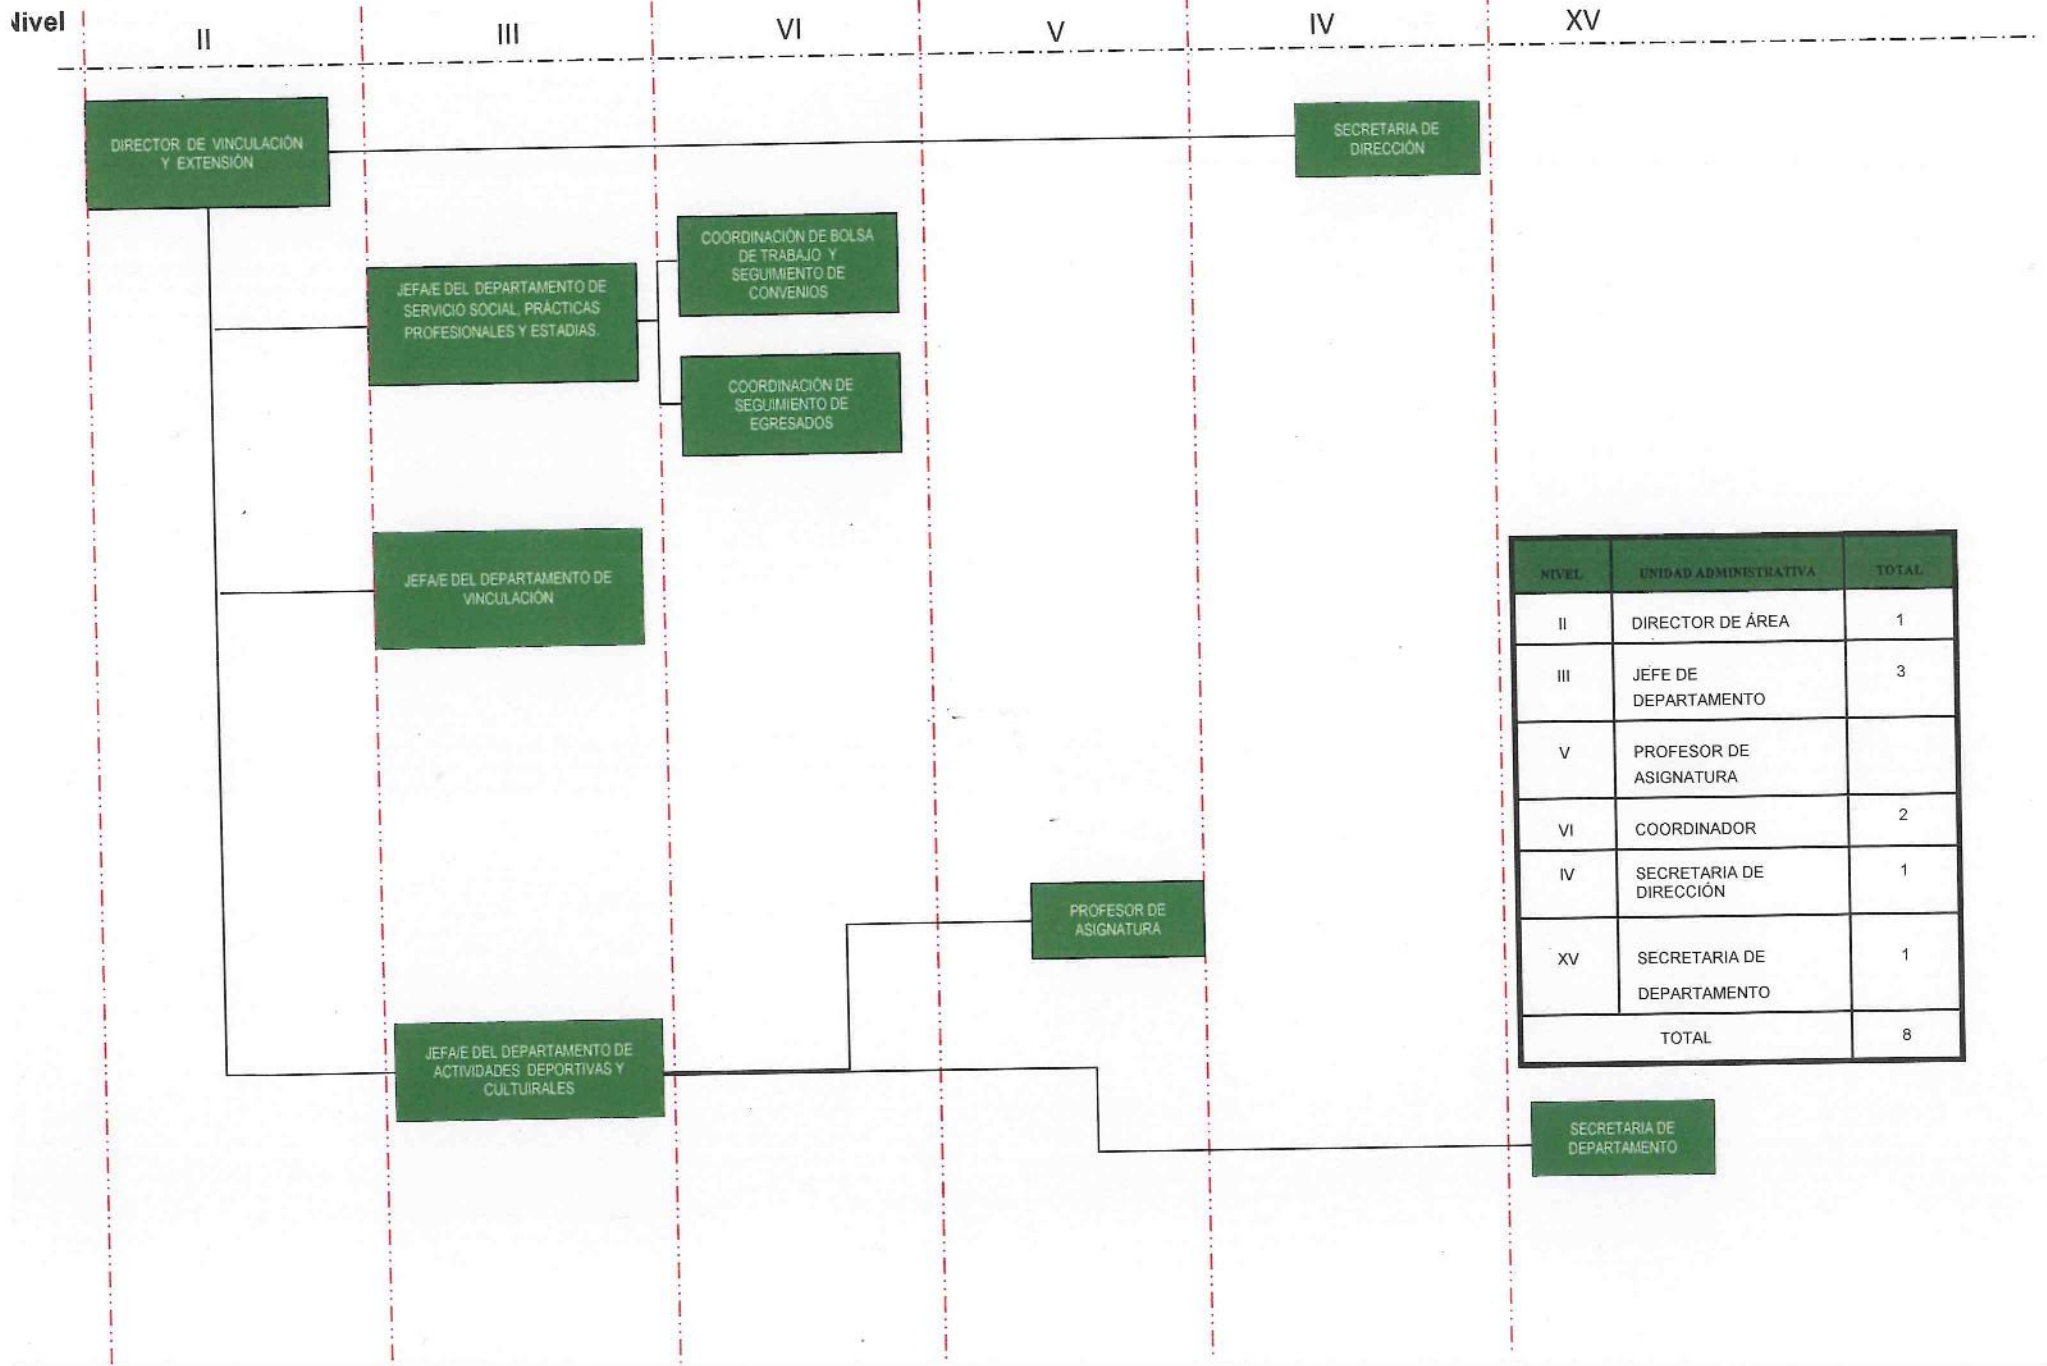 Nivel
II
III
VI
V
IV
XV
DIRECTOR DE VINCULACIÓN
Y EXTENSIÓN
SECRETARIA DE
DIRECCIÓN
COORDINACIÓN DE BOLSA
DE TRABAJO Y
SEGUIMIENTO DE
CONVENIOS
JEFA/E DEL DEPARTAMENTO DE
SERVICIO SOCIAL, PRÁCTICAS
PROFESIONALES Y ESTADIAS.
COORDINACIÓN DE
SEGUIMIENTO DE
EGRESADOS
JEFA/E DEL DEPARTAMENTO DE
VINCULACIÓN
PROFESOR DE
ASIGNATURA
JEFA/E DEL DEPARTAMENTO DE
ACTIVIDADES DEPORTIVAS Y
CULTUIRALES
NIVEL UNIDAD ADMINISTRATIVA TOTAL
II DIRECTOR DE ÁREA 1
III JEFE DE 3
DEPARTAMENTO
V PROFESOR DE
ASIGNATURA
VI COORDINADOR 2
IV SECRETARIA DE 1
DIRECCIÓN
XV SECRETARIA DE 1
DEPARTAMENTO
TOTAL 8
SECRETARIA DE
DEPARTAMENTO